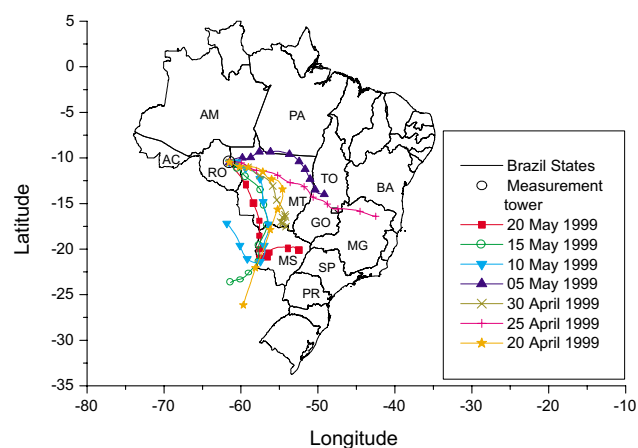 5
0
-5
-10
-15
-20
-25
-30
-35
-80
-70
-60
-50
-40
-30
-20
-10
Latitude
Longitude
AM
PA
AC
RO
TO
MT
BA
GO
MG
MS
SP
PR
Brazil States
Measurement
tower
20 May 1999
15 May 1999
10 May 1999
05 May 1999
30 April 1999
25 April 1999
20 April 1999